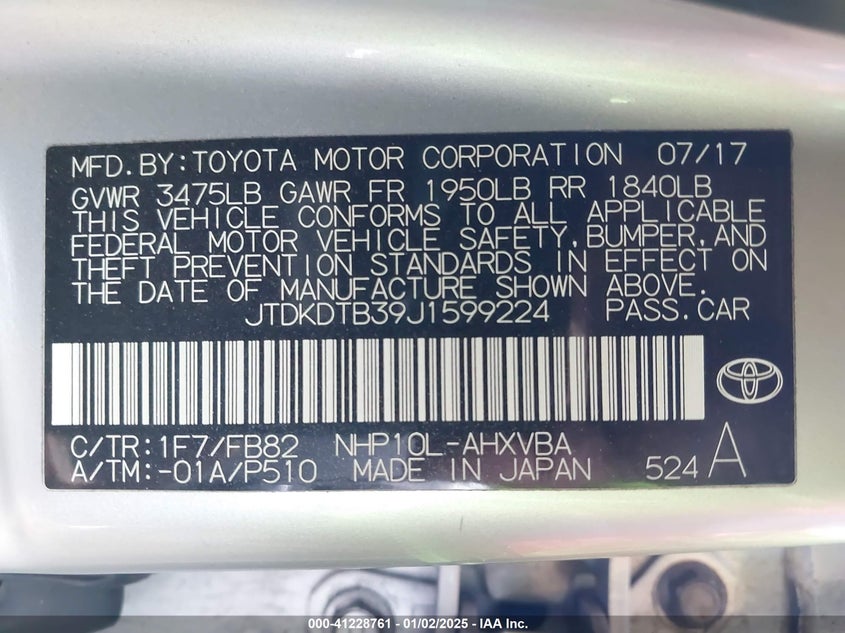 MFD.BY:TOYOTA MOTOR CORPORATION 07/17
GVWR 3475LB GAWR FR 1950LB RR 1840LB
THIS VEHICLE CONFORMS TO ALL APPLICABLE
FEDERAL MOTOR VEHICLE SAFETY,BUMPER,AND
THEFT PREVENTION STANDARDS IN EFFECT ON
THE DATE OF MANUFACTURE SHOWN ABOVE.
JTDKDTB39J1599224 PASS.CAR
C/TR:1F7/FB82 NHP10L-AHXVBA
A/TM:-01A/P510 MADE IN JAPAN 524 A
000-41228761 - 01/02/2025 - IAA Inc.